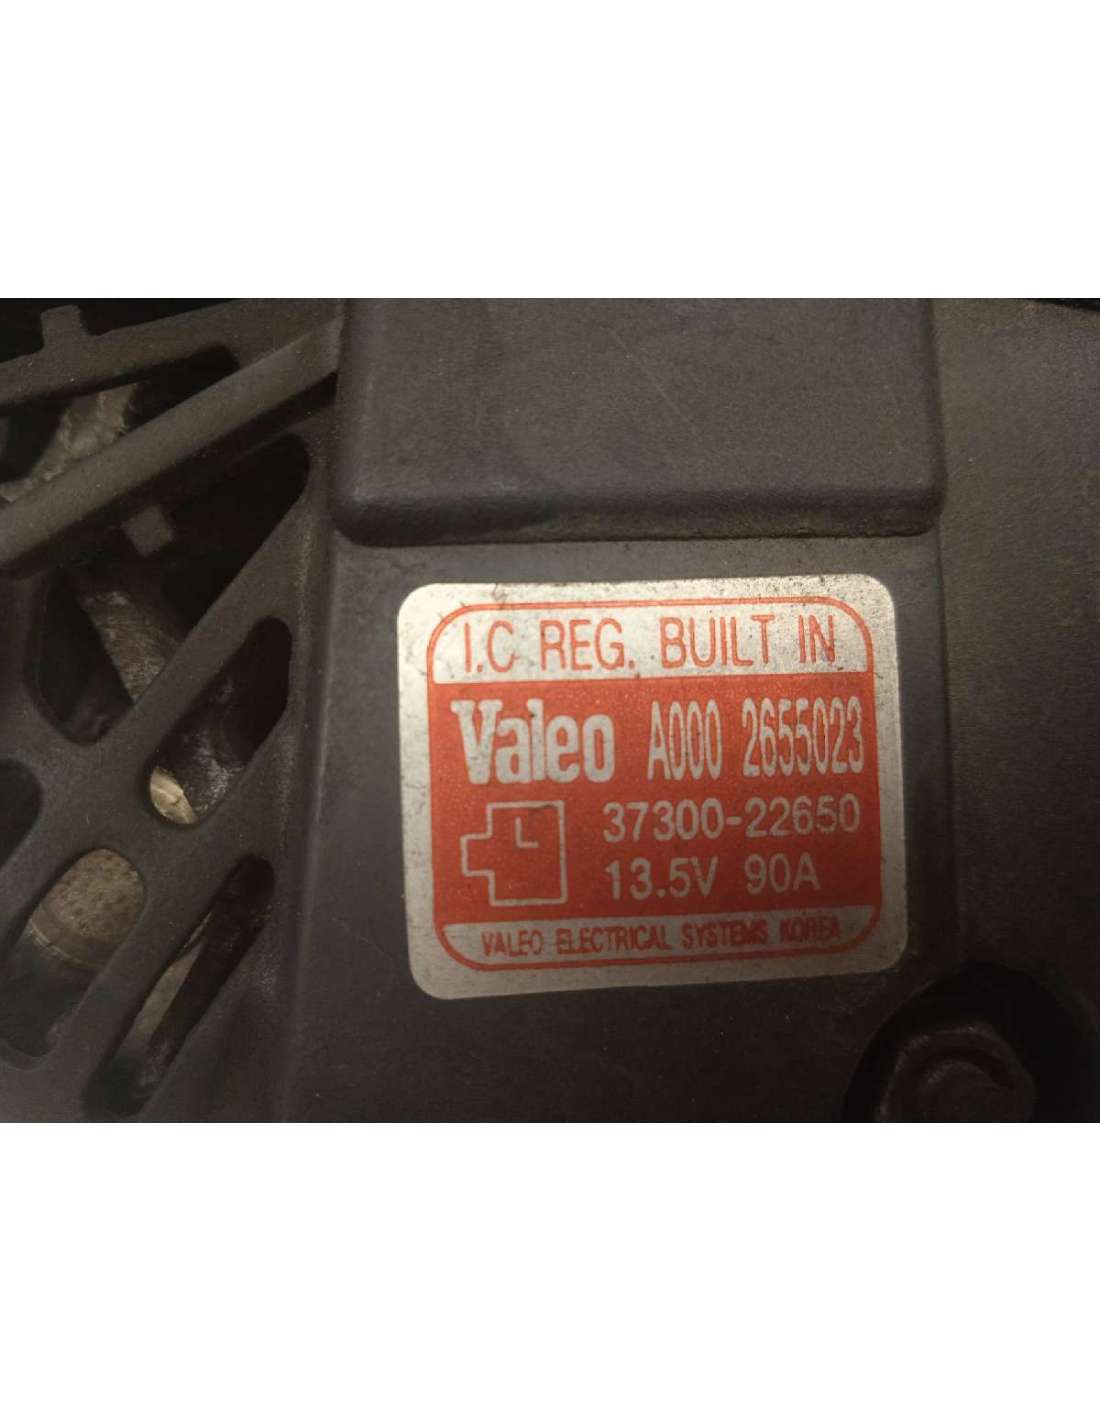 I.C REG. BUILT IN
Valeo A000 2655023
L 37300-22650
13.5V 90A
VALEO ELECTRICAL SYSTEMS KOREA